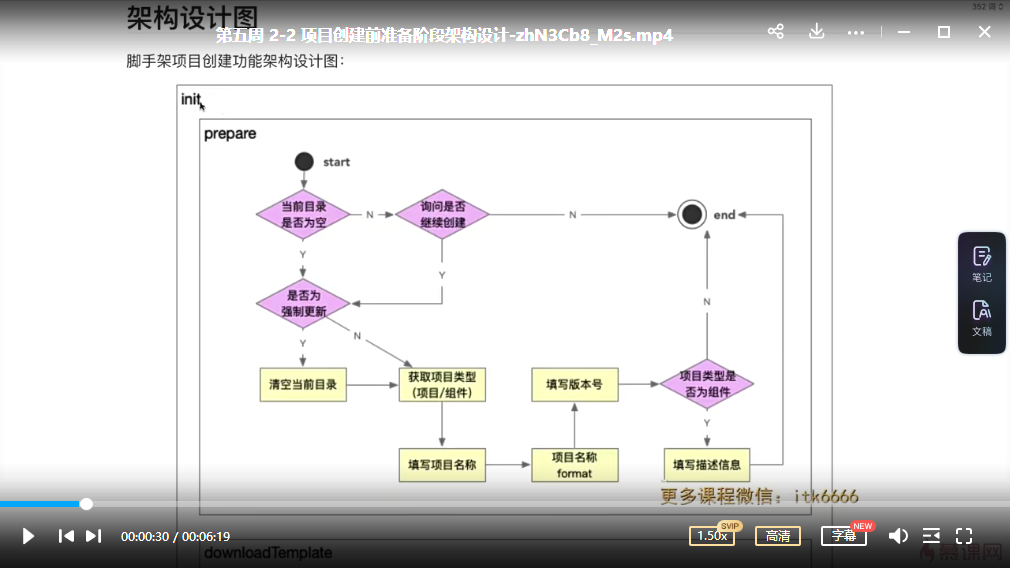 架构设计图
352 词
第五周 2-2 项目创建前准备阶段架构设计-zhN3Cb8_M2s.mp4
脚手架项目创建功能架构设计图：
init
prepare
start
当前目录
是否为空
N
询问是否
继续创建
N
end
Y
Y
是否为
强制更新
N
N
Y
清空当前目录
获取项目类型
(项目/组件)
填写版本号
项目类型是
否为组件
Y
填写项目名称
项目名称
format
填写描述信息
笔记
文稿
更多课程微信：itk6666
00:00:30 / 00:06:19
SVIP
1.50x
高清
NEW
字幕
downloadTemplate
慕课网